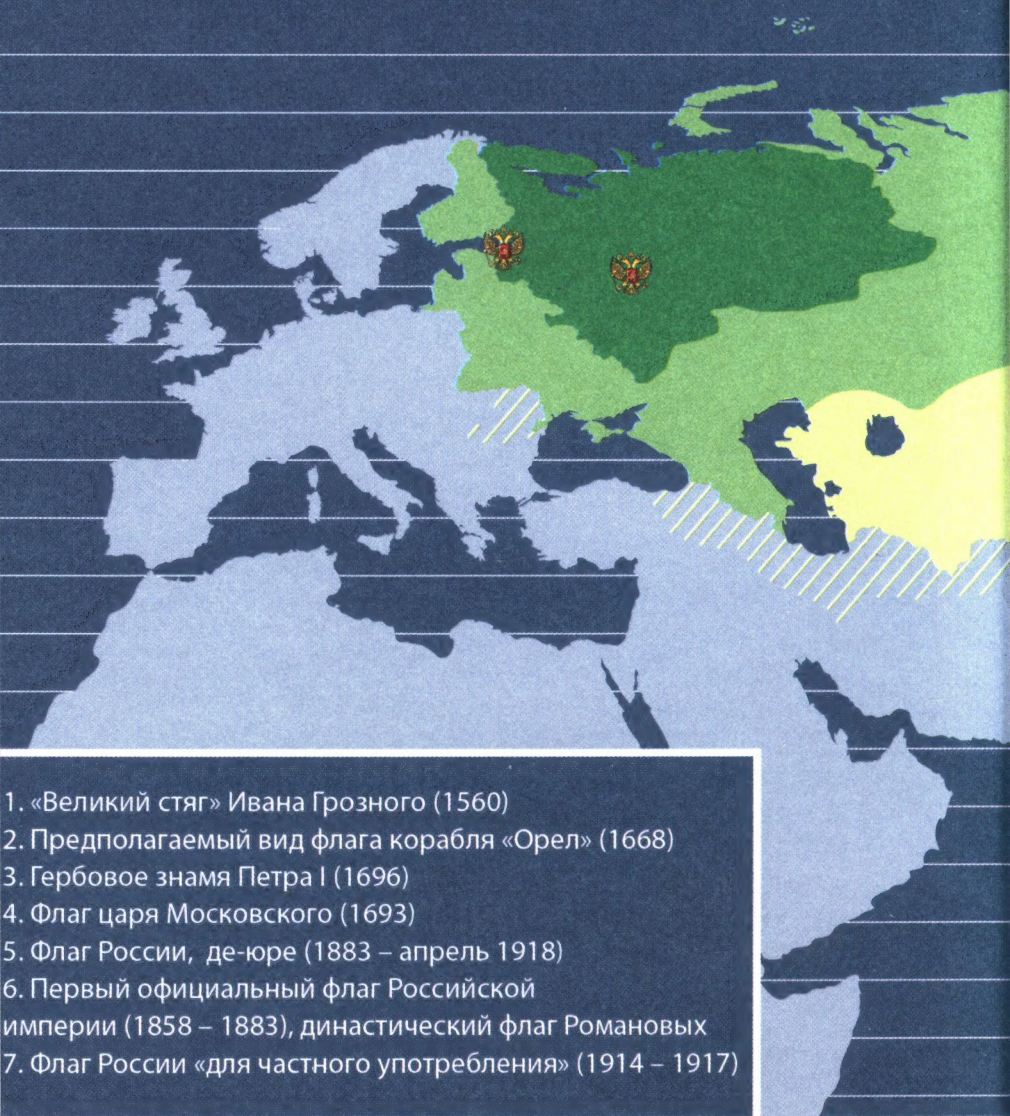 1. «Великий стяг» Ивана Грозного (1560)
2. Предполагаемый вид флага корабля «Орел» (1668)
3. Гербовое знамя Петра I (1696)
4. Флаг царя Московского (1693)
5. Флаг России, де-юре (1883 – апрель 1918)
6. Первый официальный флаг Российской
империи (1858 – 1883), династический флаг Романовых
7. Флаг России «для частного употребления» (1914 – 1917)